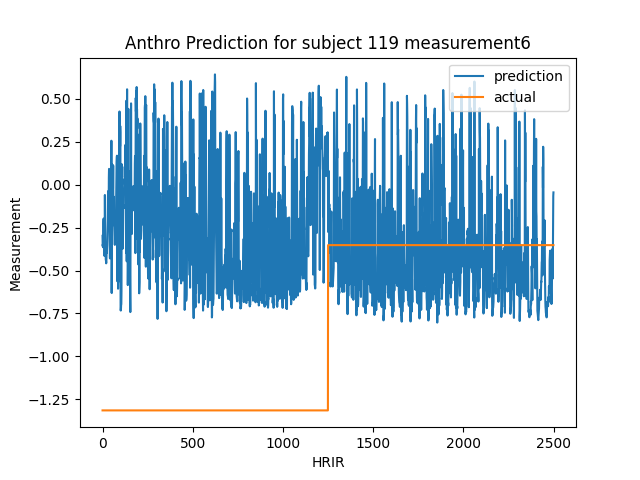 Anthro Prediction for subject 119 measurement6
prediction
actual
0.50
0.25
0.00
−0.25
−0.50
−0.75
−1.00
−1.25
Measurement
0
500
1000
1500
2000
2500
HRIR